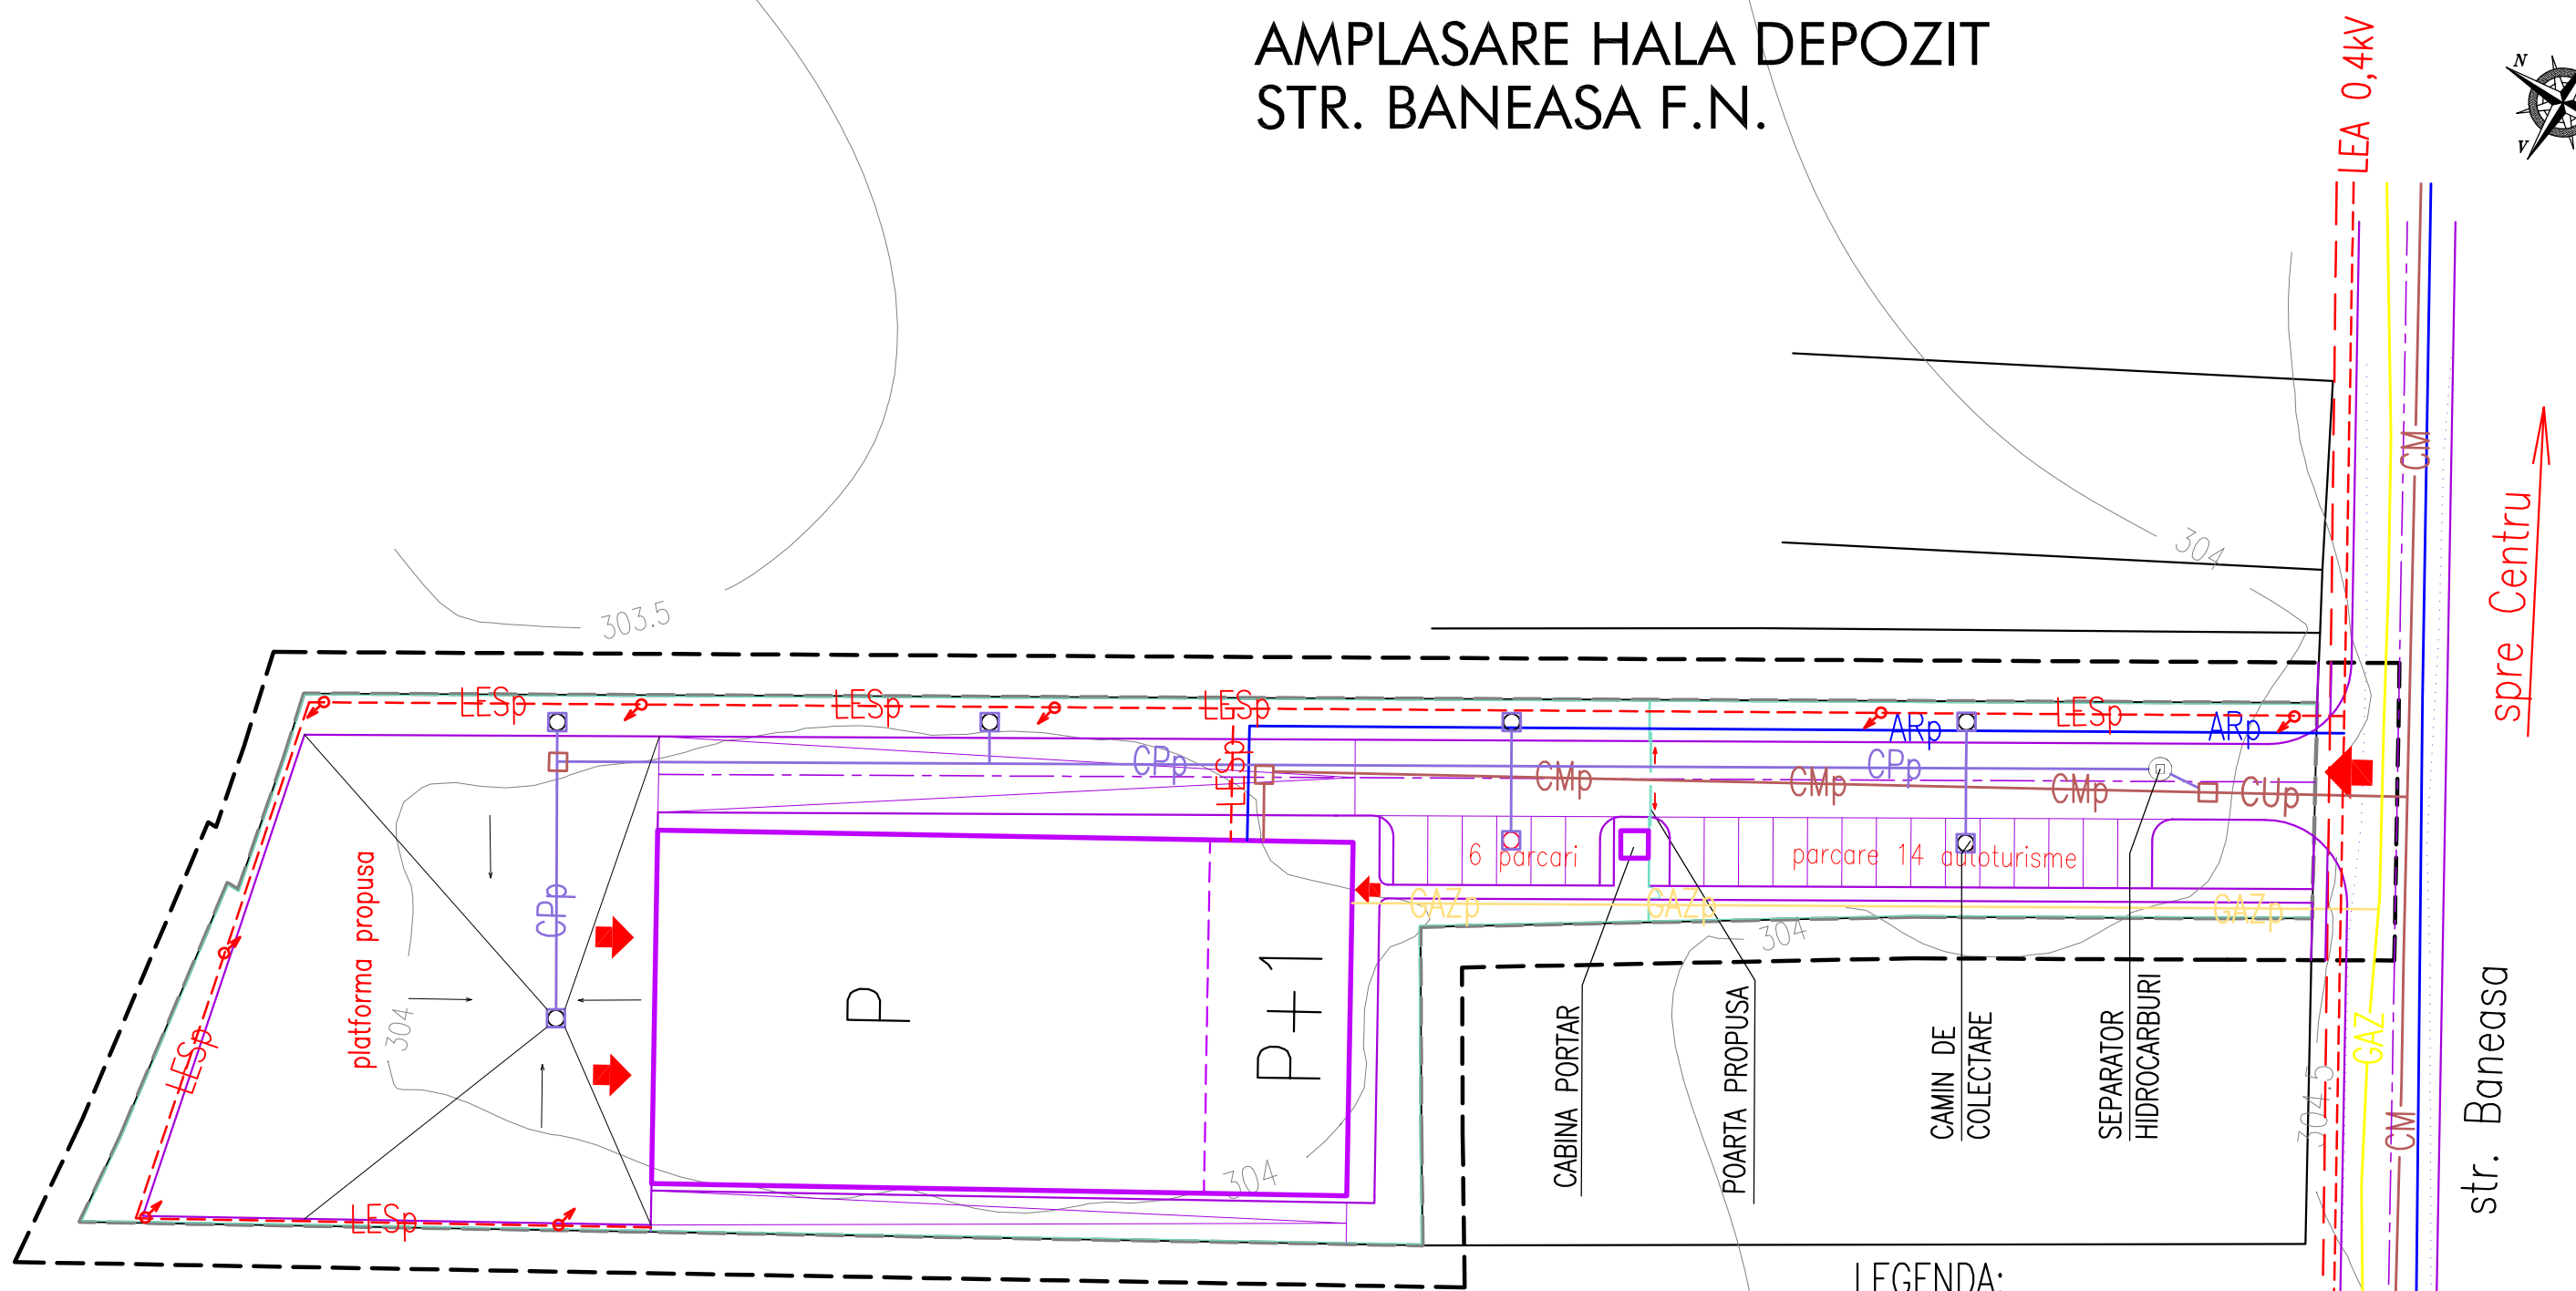 AMPLASARE HALA DEPOZIT
STR. BANEASA F.N.
LEA 0,4kV
N
V
CM
spre Centru
304
303.5
LESp
LESp
LESp
LESp
ARp
ARp
LESp
CPp
CPp
CMp
CMp
CMp
CUp
6 parcari
parcare 14 autoturisme
GAZp
GAZp
GAZp
CPp
platforma propusa
304
P
P+1
304
304
LESp
LESp
CABINA PORTAR
POARTA PROPUSA
CAMIN DE
COLECTARE
SEPARATOR
HIDROCARBURI
304.5
GAZ
CM
str. Baneasa
LEGENDA: